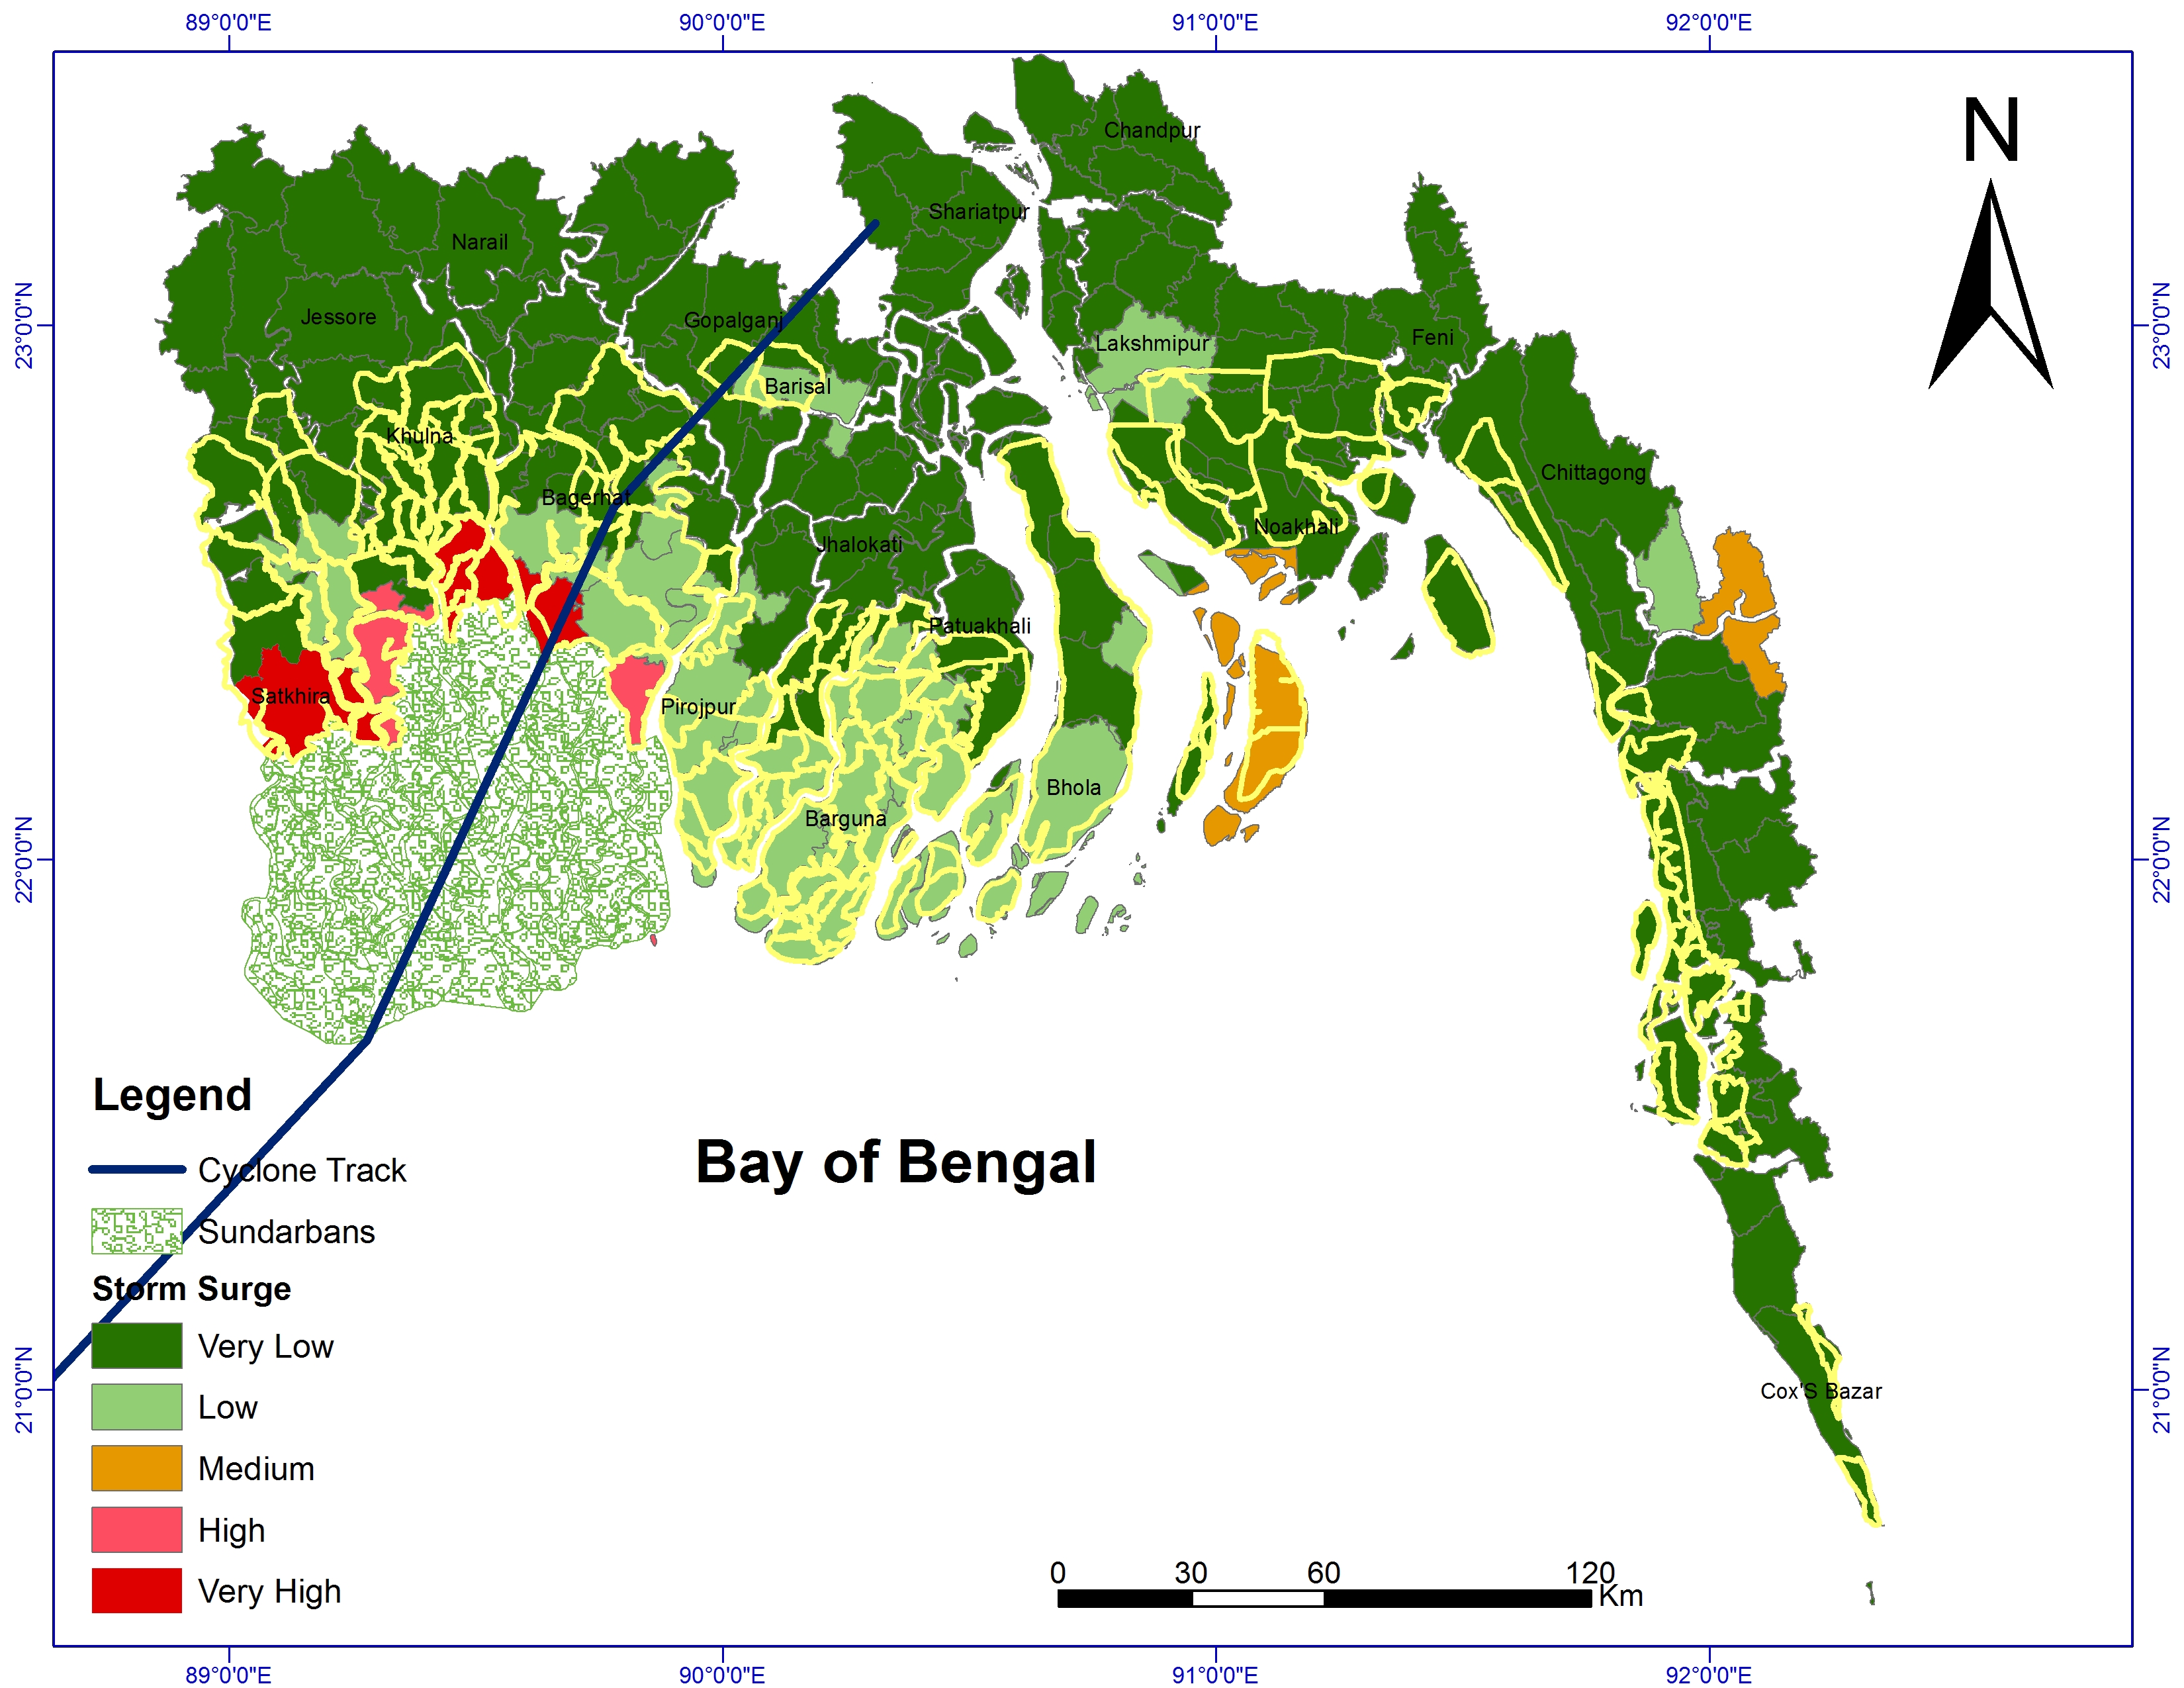 89°0'0"E 90°0'0"E 91°0'0"E 92°0'0"E
N
Chandpur
Shariatpur
Narail
23°0'0"N
Jessore
Gopalganj
Feni
23°0'0"N
Lakshmipur
Barisal
Khulna
Chittagong
Bagerhat
Noakhali
Jhalokati
Patuakhali
Satkhira
Pirojpur
Bhola
Barguna
22°0'0"N
22°0'0"N
Legend
Bay of Bengal
Cyclone Track
Sundarbans
Storm Surge
Very Low
21°0'0"N
Cox'S Bazar
21°0'0"N
Low
Medium
High
Very High
0 30 60 120
Km
89°0'0"E 90°0'0"E 91°0'0"E 92°0'0"E